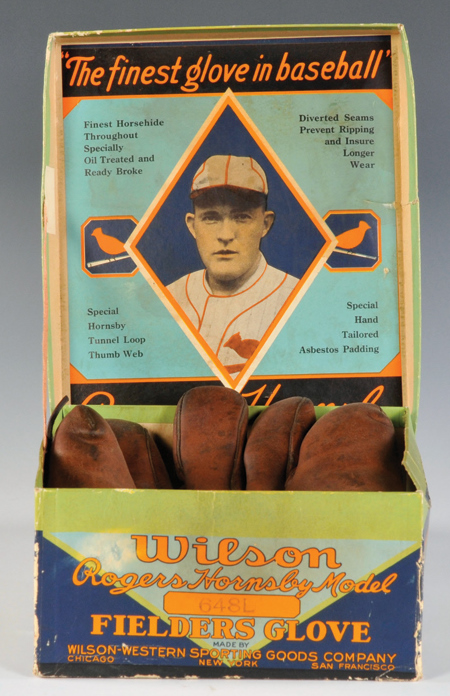 "The finest glove in baseball"
Finest Horsehide
Throughout
Specially
Oil Treated and
Ready Broke
Diverted Seams
Prevent Ripping
and Insure
Longer
Wear
Special
Hornsby
Tunnel Loop
Thumb Web
Special
Hand
Tailored
Asbestos Padding
Wilson
Rogers Hornsby Model
648L
FIELDERS GLOVE
MADE BY
WILSON-WESTERN SPORTING GOODS COMPANY
CHICAGO NEW YORK SAN FRANCISCO